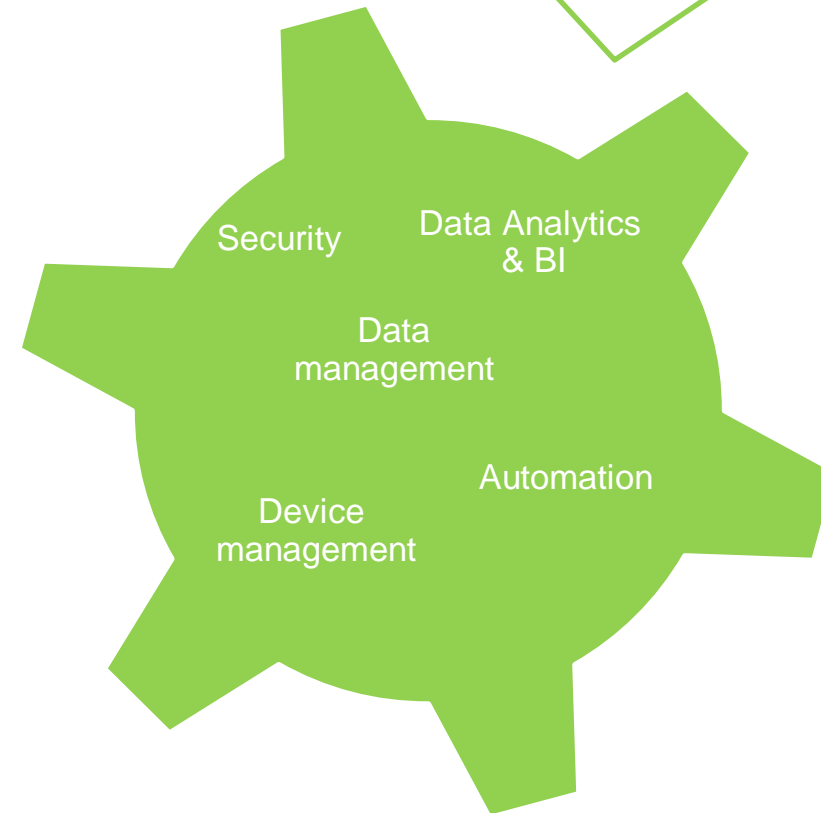 Security
Data Analytics
& BI
Data
management
Automation
Device
management